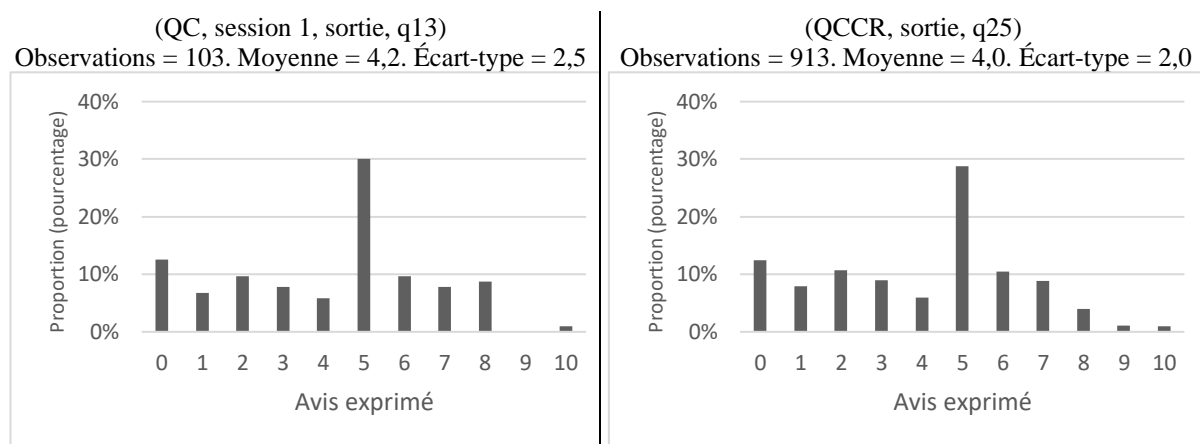 (QC, session 1, sortie, q13)
Observations = 103. Moyenne = 4,2. Écart-type = 2,5
40%
30%
20%
10%
0%
Proportion (pourcentage)
0 1 2 3 4 5 6 7 8 9 10
Avis exprimé
(QCCR, sortie, q25)
Observations = 913. Moyenne = 4,0. Écart-type = 2,0
40%
30%
20%
10%
0%
Proportion (pourcentage)
0 1 2 3 4 5 6 7 8 9 10
Avis exprimé